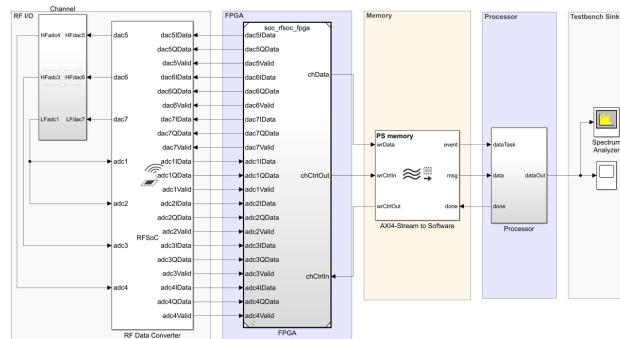 Channel
RF I/O
FPGA
Memory
Processor
Testbench Sink
HFadc4 HFdac5
HFadc3 HFdac6
LFadc1 LFdac7
dac5
dac6
dac7
adc1
adc2
adc3
adc4
RFSoC
dac5IData
dac5QData
dac5Valid
dac6IData
dac6QData
dac6Valid
dac7IData
dac7QData
dac7Valid
adc1IData
adc1QData
adc1Valid
adc2IData
adc2QData
adc2Valid
adc3IData
adc3QData
adc3Valid
adc4IData
adc4QData
adc4Valid
RF Data Converter
soc_rfsoc_fpga
dac5IData
dac5QData
dac5Valid
dac6IData
dac6QData
dac6Valid
dac7IData
dac7QData
dac7Valid
adc1IData
adc1QData
adc1Valid
adc2IData
adc2QData
adc2Valid
adc3IData
adc3QData
adc3Valid
adc4IData
adc4QData
adc4Valid
chData
chCtrlOut
chCtrlIn
FPGA
PS memory
wrData event
wrCtrlIn msg
wrCtrlOut done
AXI4-Stream to Software
dataTask
data dataOut
done
Processor
Spectrum
Analyzer